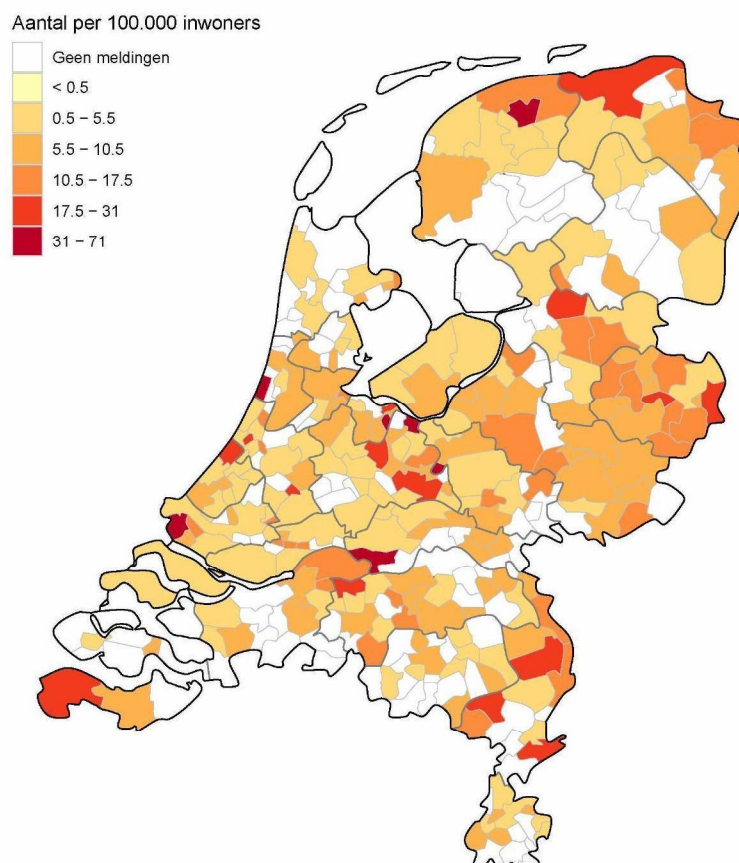 Aantal per 100.000 inwoners
Geen meldingen
< 0.5
0.5 – 5.5
5.5 – 10.5
10.5 – 17.5
17.5 – 31
31 – 71